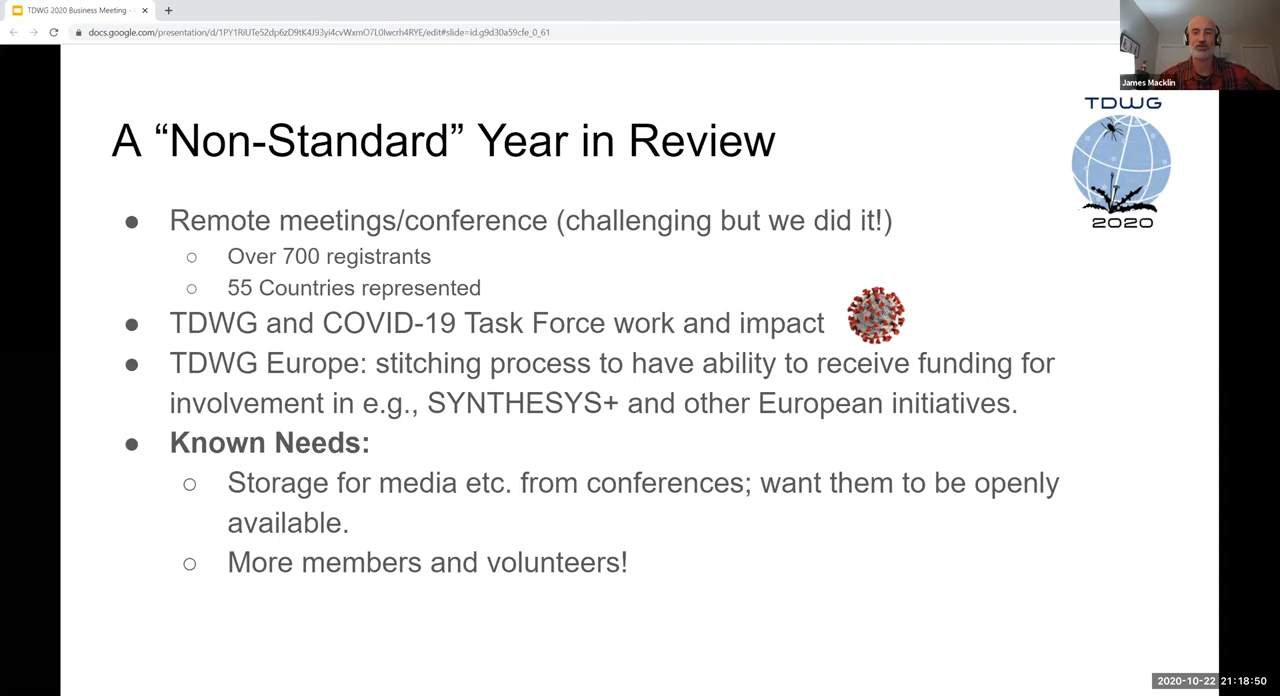 TDWG 2020 Business Meeting -
docs.google.com/presentation/d/1PY1RiUTe52dp6zD9tK4J93yi4cvWxmO7L0lwcrh4RYE/edit#slide=id.g9d30a59cfe_0_61
James Macklin
TDWG
2020
A “Non-Standard” Year in Review
● Remote meetings/conference (challenging but we did it!)
○ Over 700 registrants
○ 55 Countries represented
● TDWG and COVID-19 Task Force work and impact
● TDWG Europe: stitching process to have ability to receive funding for
involvement in e.g., SYNTHESYS+ and other European initiatives.
● Known Needs:
○ Storage for media etc. from conferences; want them to be openly
available.
○ More members and volunteers!
2020-10-22 21:18:50